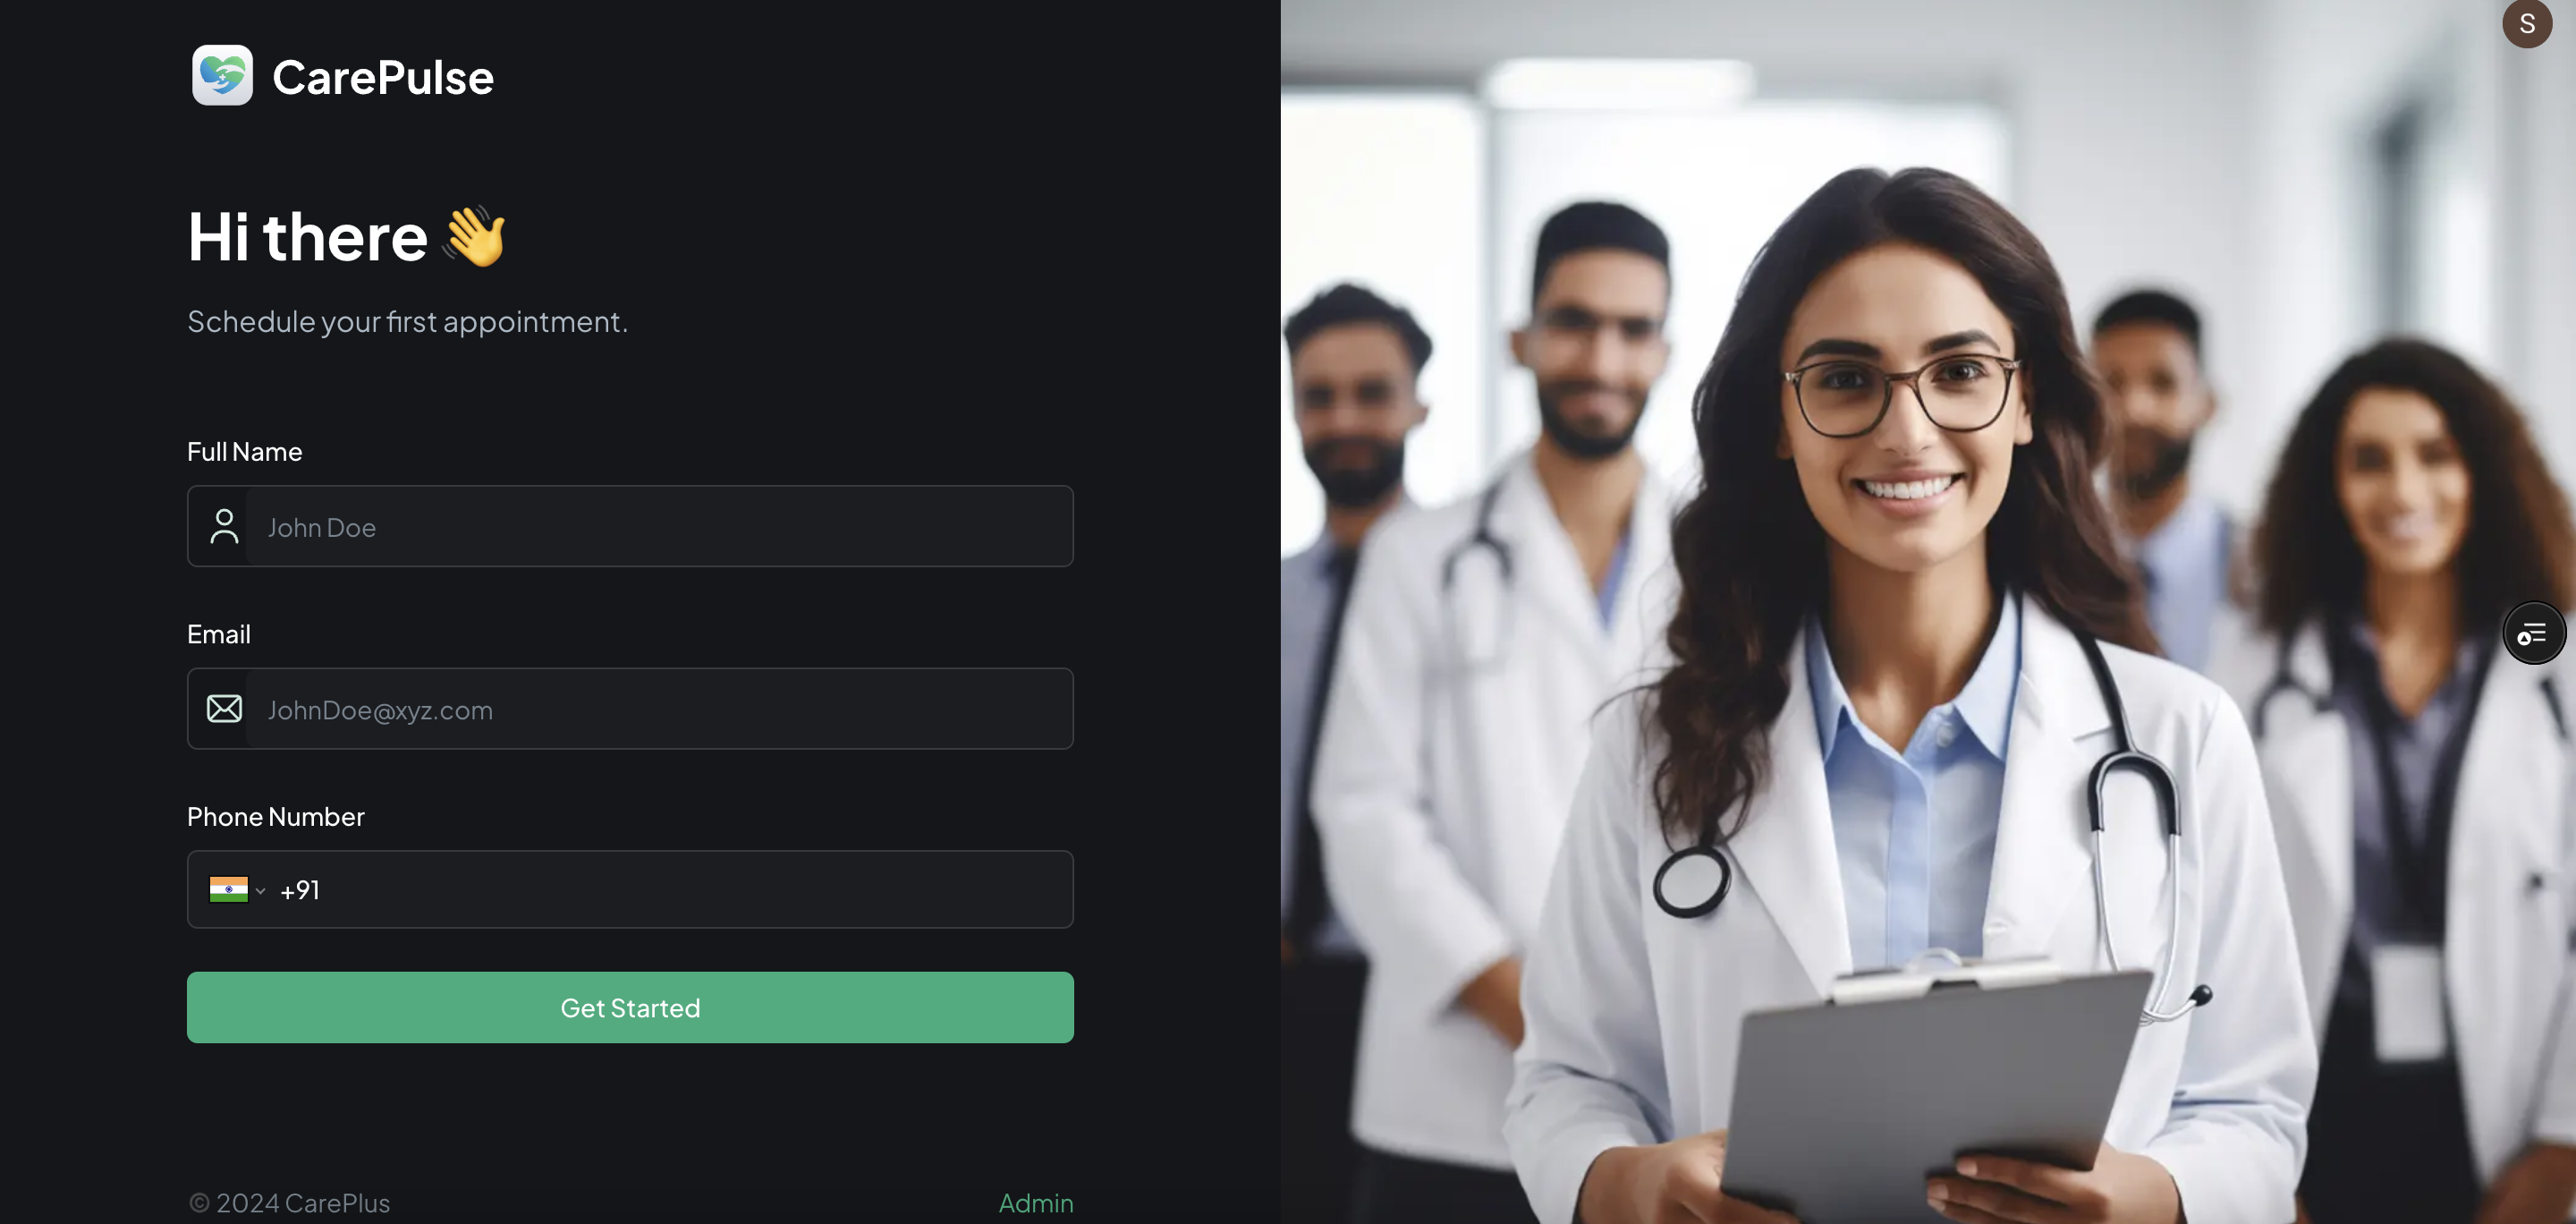 CarePulse
S
Hi there 👋
Schedule your first appointment.
Full Name
John Doe
Email
JohnDoe@xyz.com
Phone Number
+91
Get Started
© 2024 CarePlus
Admin